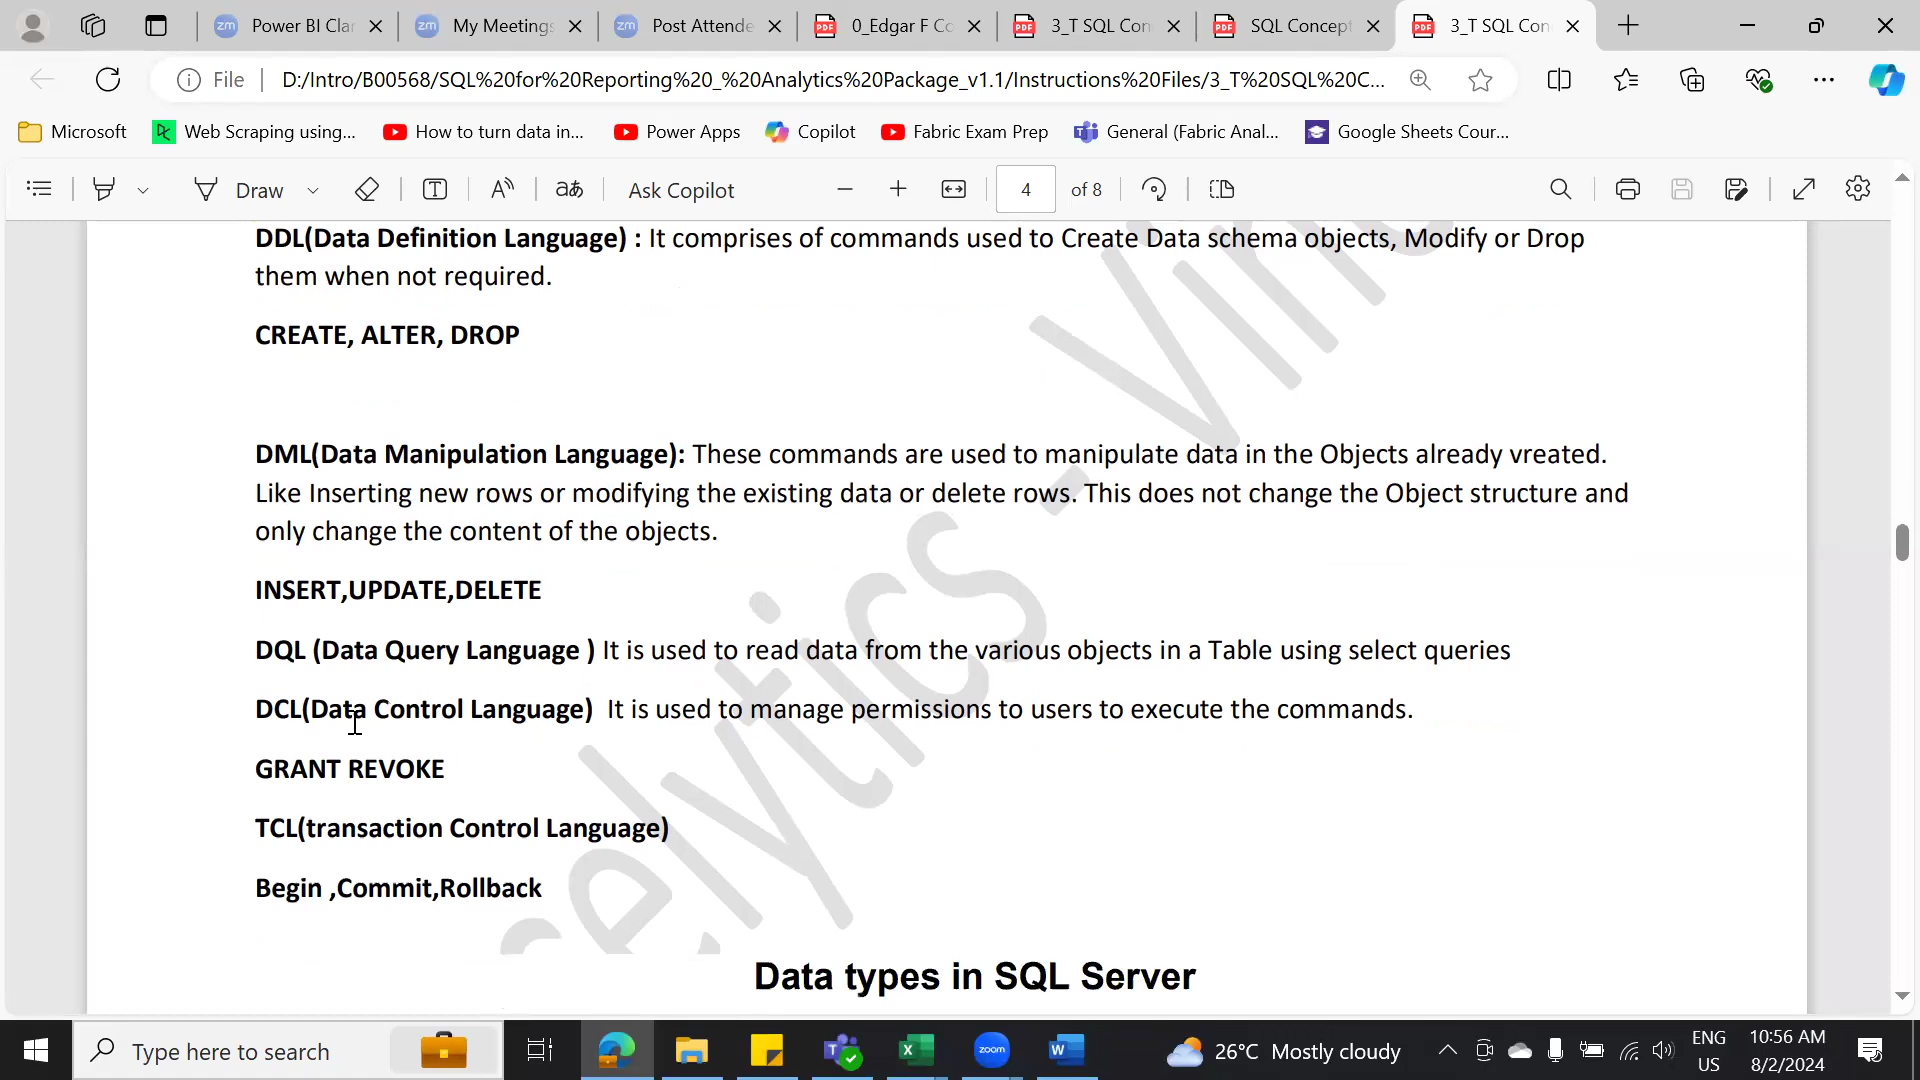 Power BI Clar
My Meetings
Post Attende
0_Edgar F Co
3_T SQL Con
SQL Concept
3_T SQL Con
File
D:/Intro/B00568/SQL%20for%20Reporting%20_%20Analytics%20Package_v1.1/Instructions%20Files/3_T%20SQL%20C...
Microsoft
Web Scraping using...
How to turn data in...
Power Apps
Copilot
Fabric Exam Prep
General (Fabric Anal...
Google Sheets Cour...
Draw
Ask Copilot
4
of 8
DDL(Data Definition Language) : It comprises of commands used to Create Data schema objects, Modify or Drop
them when not required.
CREATE, ALTER, DROP
DML(Data Manipulation Language): These commands are used to manipulate data in the Objects already vreated.
Like Inserting new rows or modifying the existing data or delete rows. This does not change the Object structure and
only change the content of the objects.
INSERT,UPDATE,DELETE
DQL (Data Query Language ) It is used to read data from the various objects in a Table using select queries
DCL(Data Control Language)  It is used to manage permissions to users to execute the commands.
GRANT REVOKE
TCL(transaction Control Language)
Begin ,Commit,Rollback
Data types in SQL Server
Type here to search
zoom
26°C Mostly cloudy
ENG
US
10:56 AM
8/2/2024